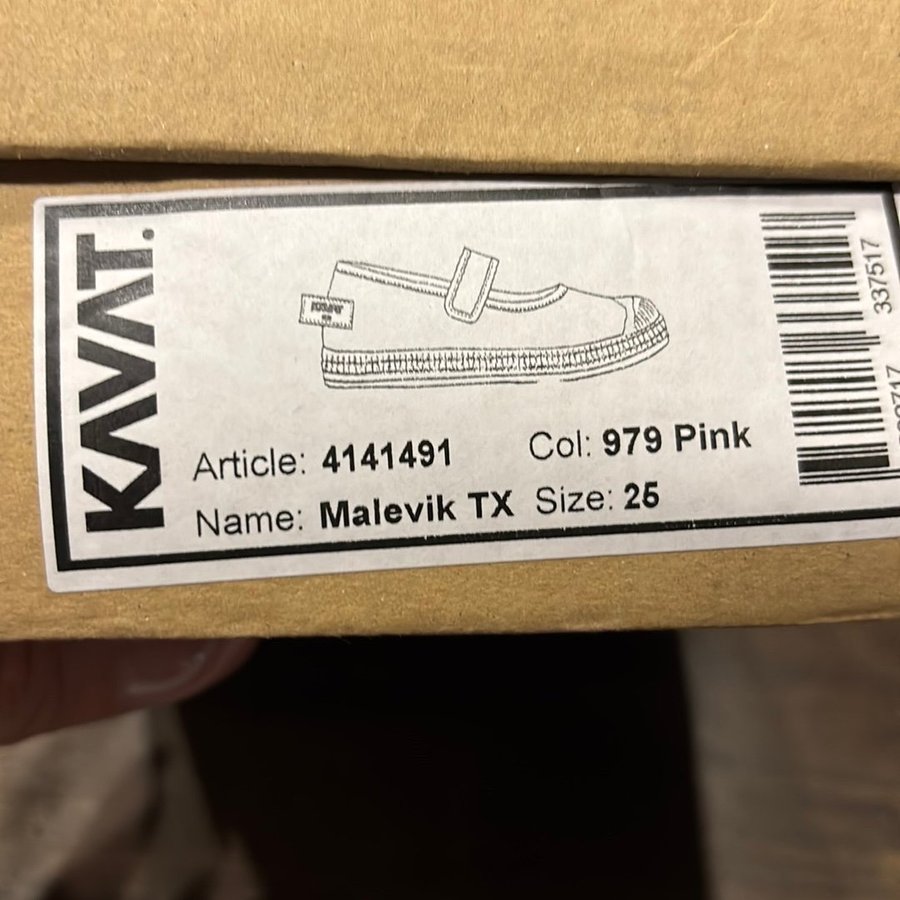 KAVAT.
Article: 4141491
Col: 979 Pink
Name: Malevik TX
Size: 25
337517